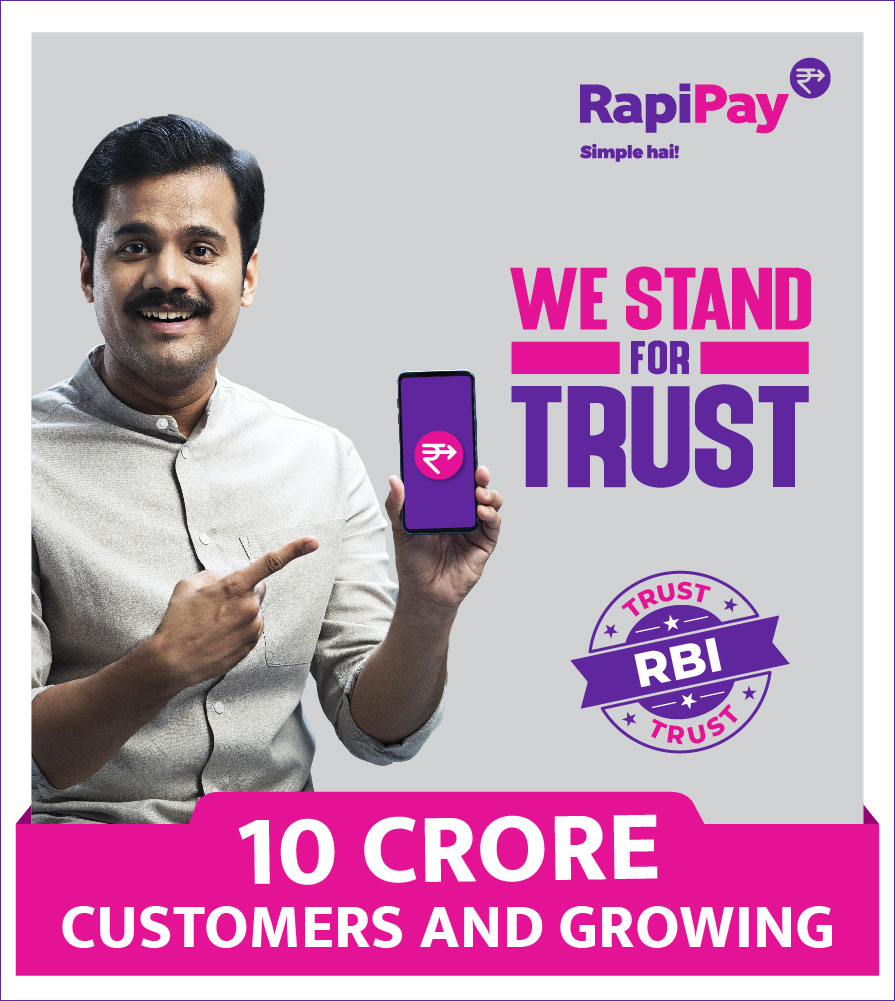 RapiPay
Simple hai!
WE STAND
FOR
TRUST
TRUST
RBI
TRUST
10 CRORE
CUSTOMERS AND GROWING